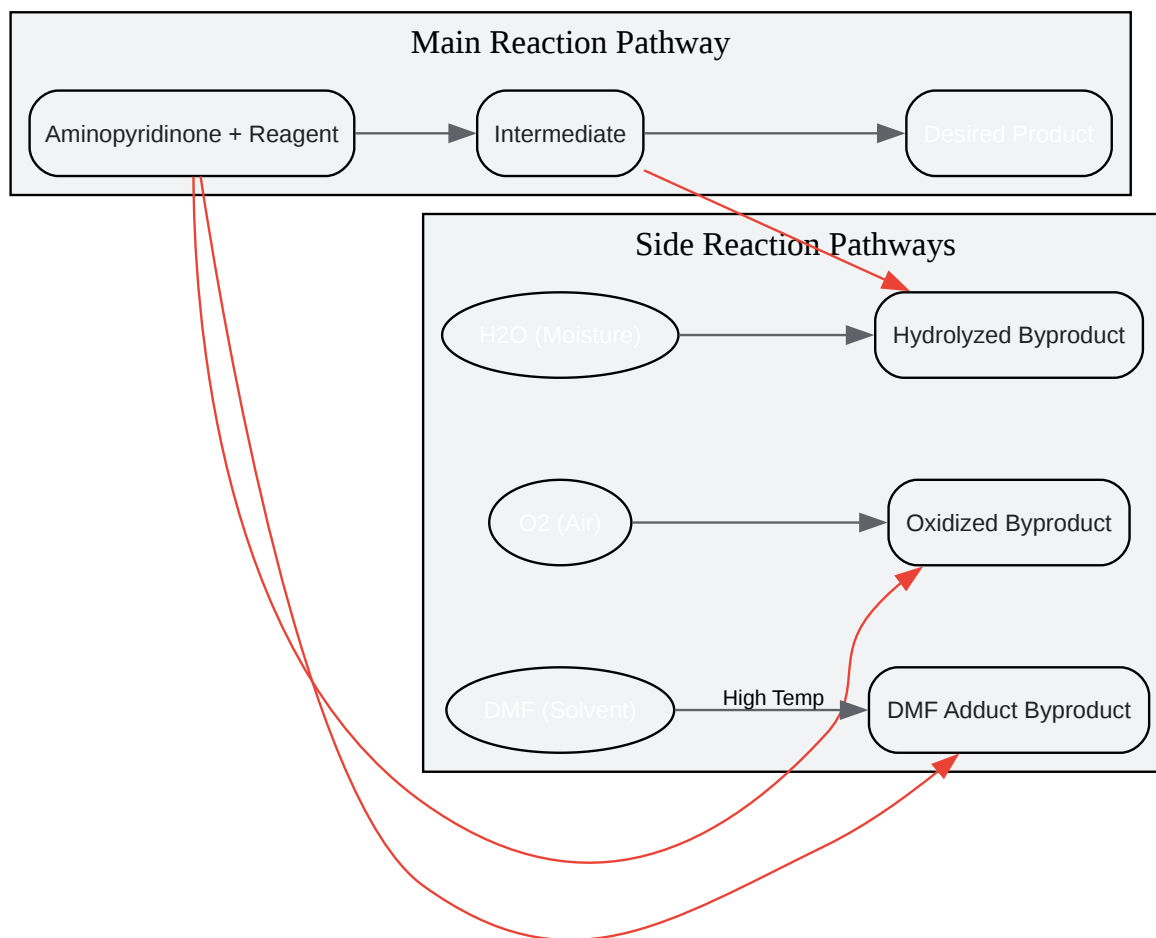 Main Reaction Pathway
Aminopyridinone + Reagent
Intermediate
Desired Product
Side Reaction Pathways
H2O (Moisture)
Hydrolyzed Byproduct
O2 (Air)
Oxidized Byproduct
DMF (Solvent)
High Temp
DMF Adduct Byproduct